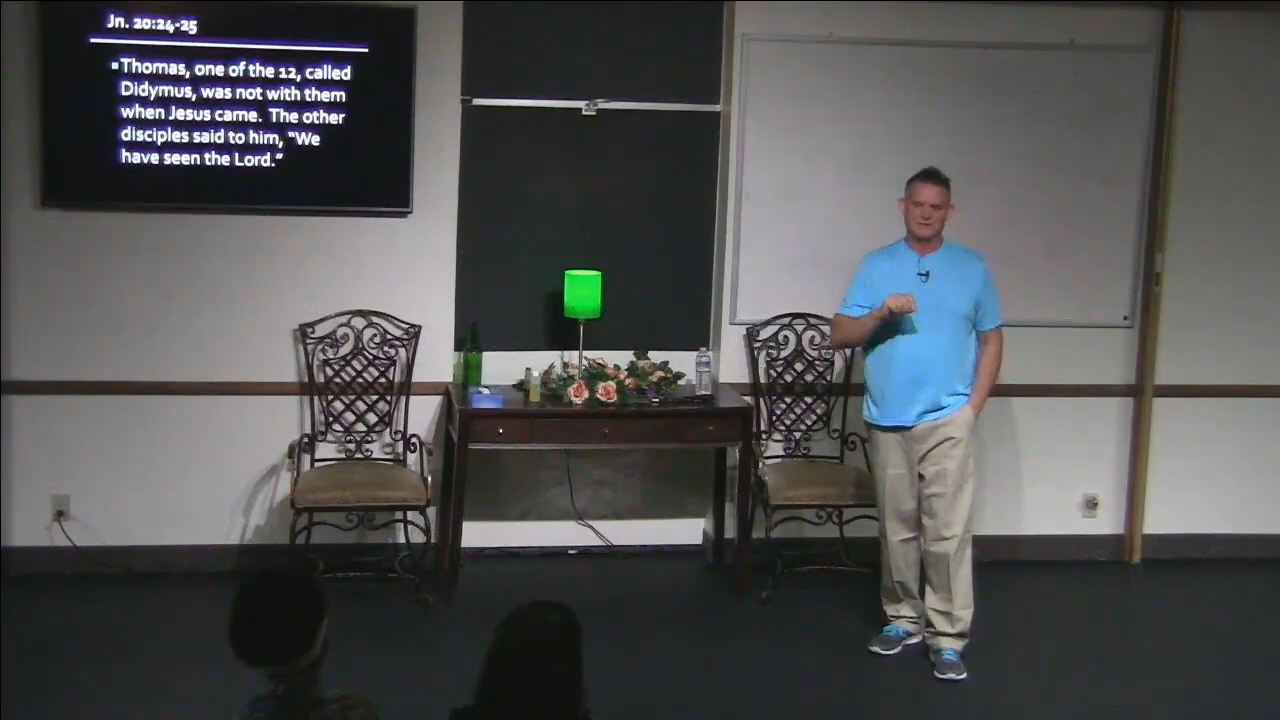 Jn. 20:24-25
▪Thomas, one of the 12, called
Didymus, was not with them
when Jesus came.  The other
disciples said to him, “We
have seen the Lord.”